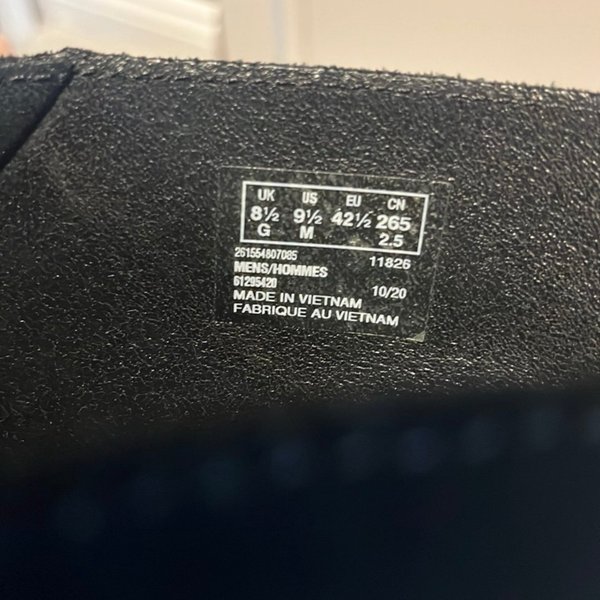 UK US EU CN
8½ 9½ 42½ 265
G M 2.5
261554807085 11826
MENS/HOMMES
61295420 10/20
MADE IN VIETNAM
FABRIQUE AU VIETNAM